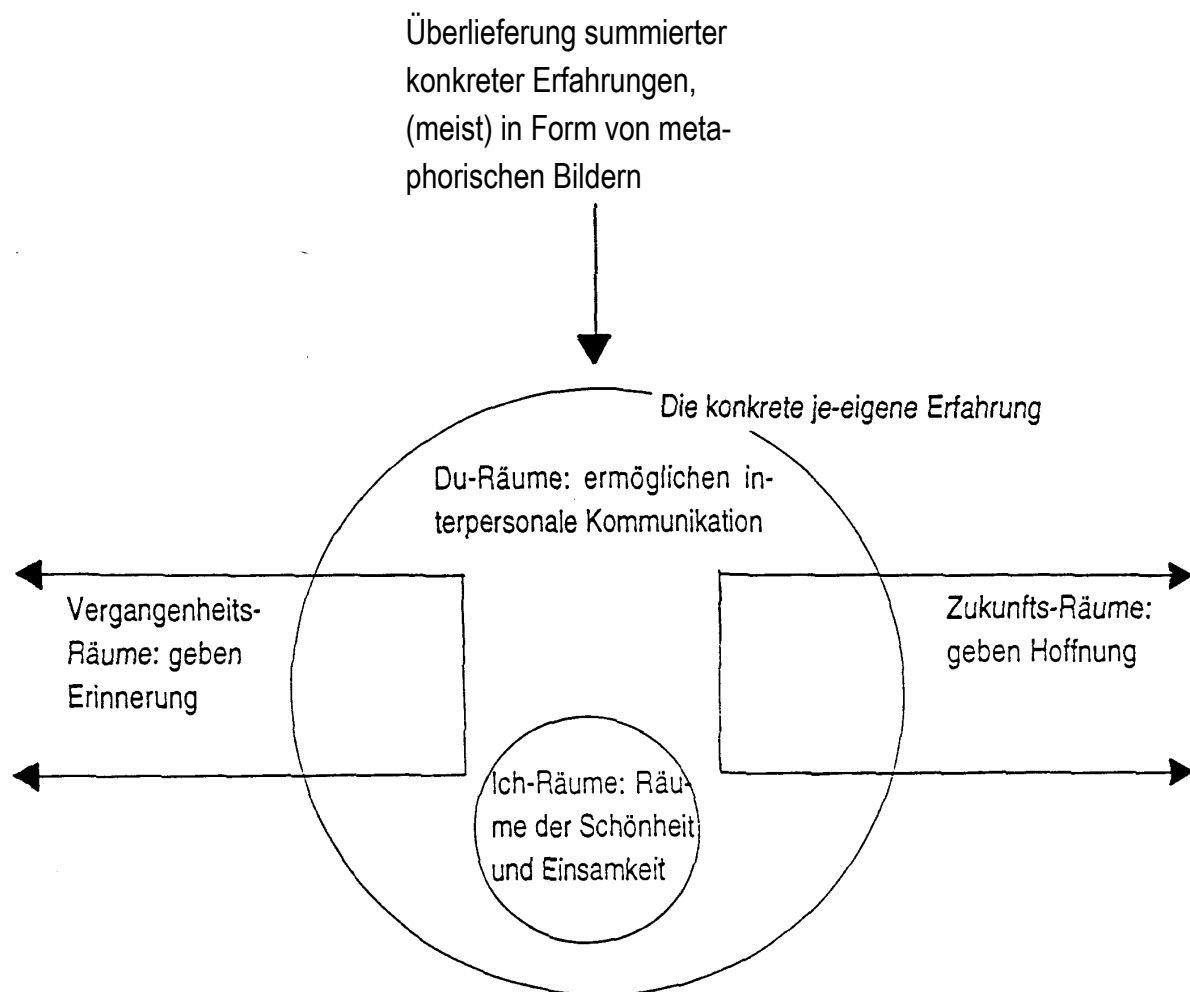 Überlieferung summierter
konkreter Erfahrungen,
(meist) in Form von meta-
phorischen Bildern
Die konkrete je-eigene Erfahrung
Du-Räume: ermöglichen in-
terpersonale Kommunikation
Vergangenheits-
Räume: geben
Erinnerung
Zukunfts-Räume:
geben Hoffnung
Ich-Räume: Räu-
me der Schönheit
und Einsamkeit